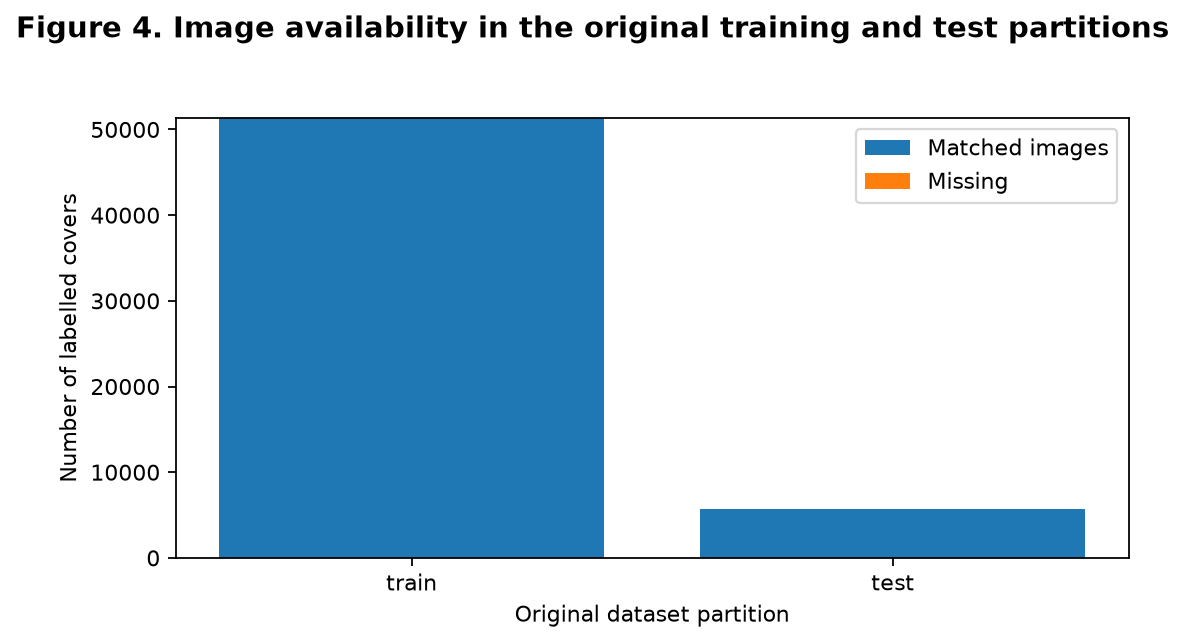 Figure 4. Image availability in the original training and test partitions
50000
40000
30000
20000
10000
0
Number of labelled covers
Matched images
Missing
train
test
Original dataset partition